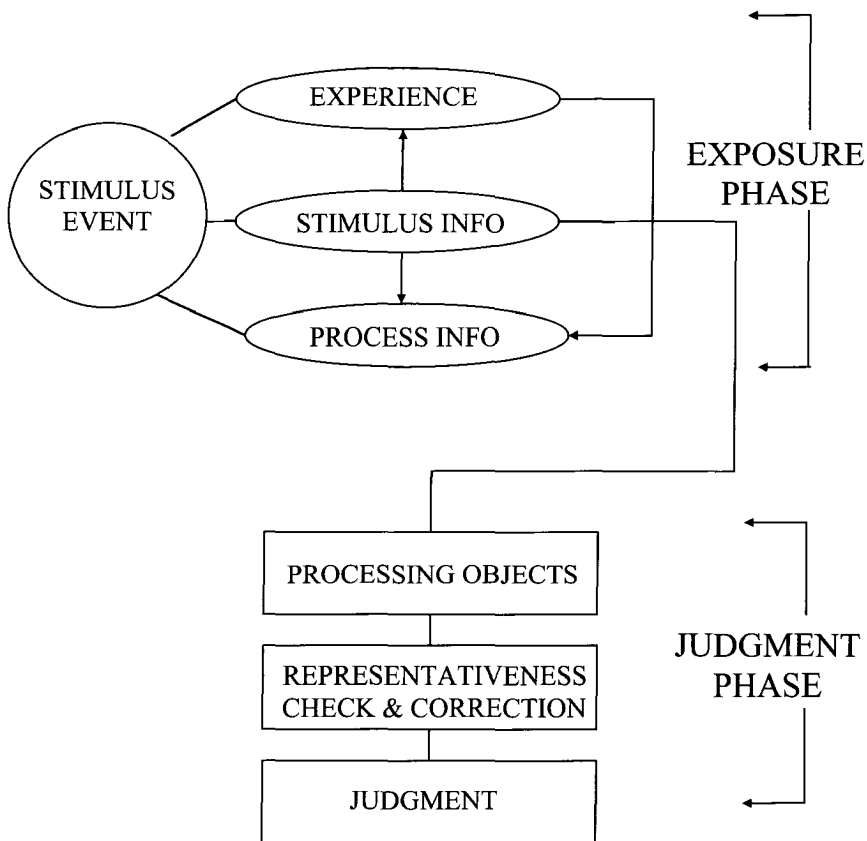 EXPERIENCE
STIMULUS
EVENT
STIMULUS INFO
PROCESS INFO
EXPOSURE
PHASE
PROCESSING OBJECTS
REPRESENTATIVENESS
CHECK & CORRECTION
JUDGMENT
JUDGMENT
PHASE